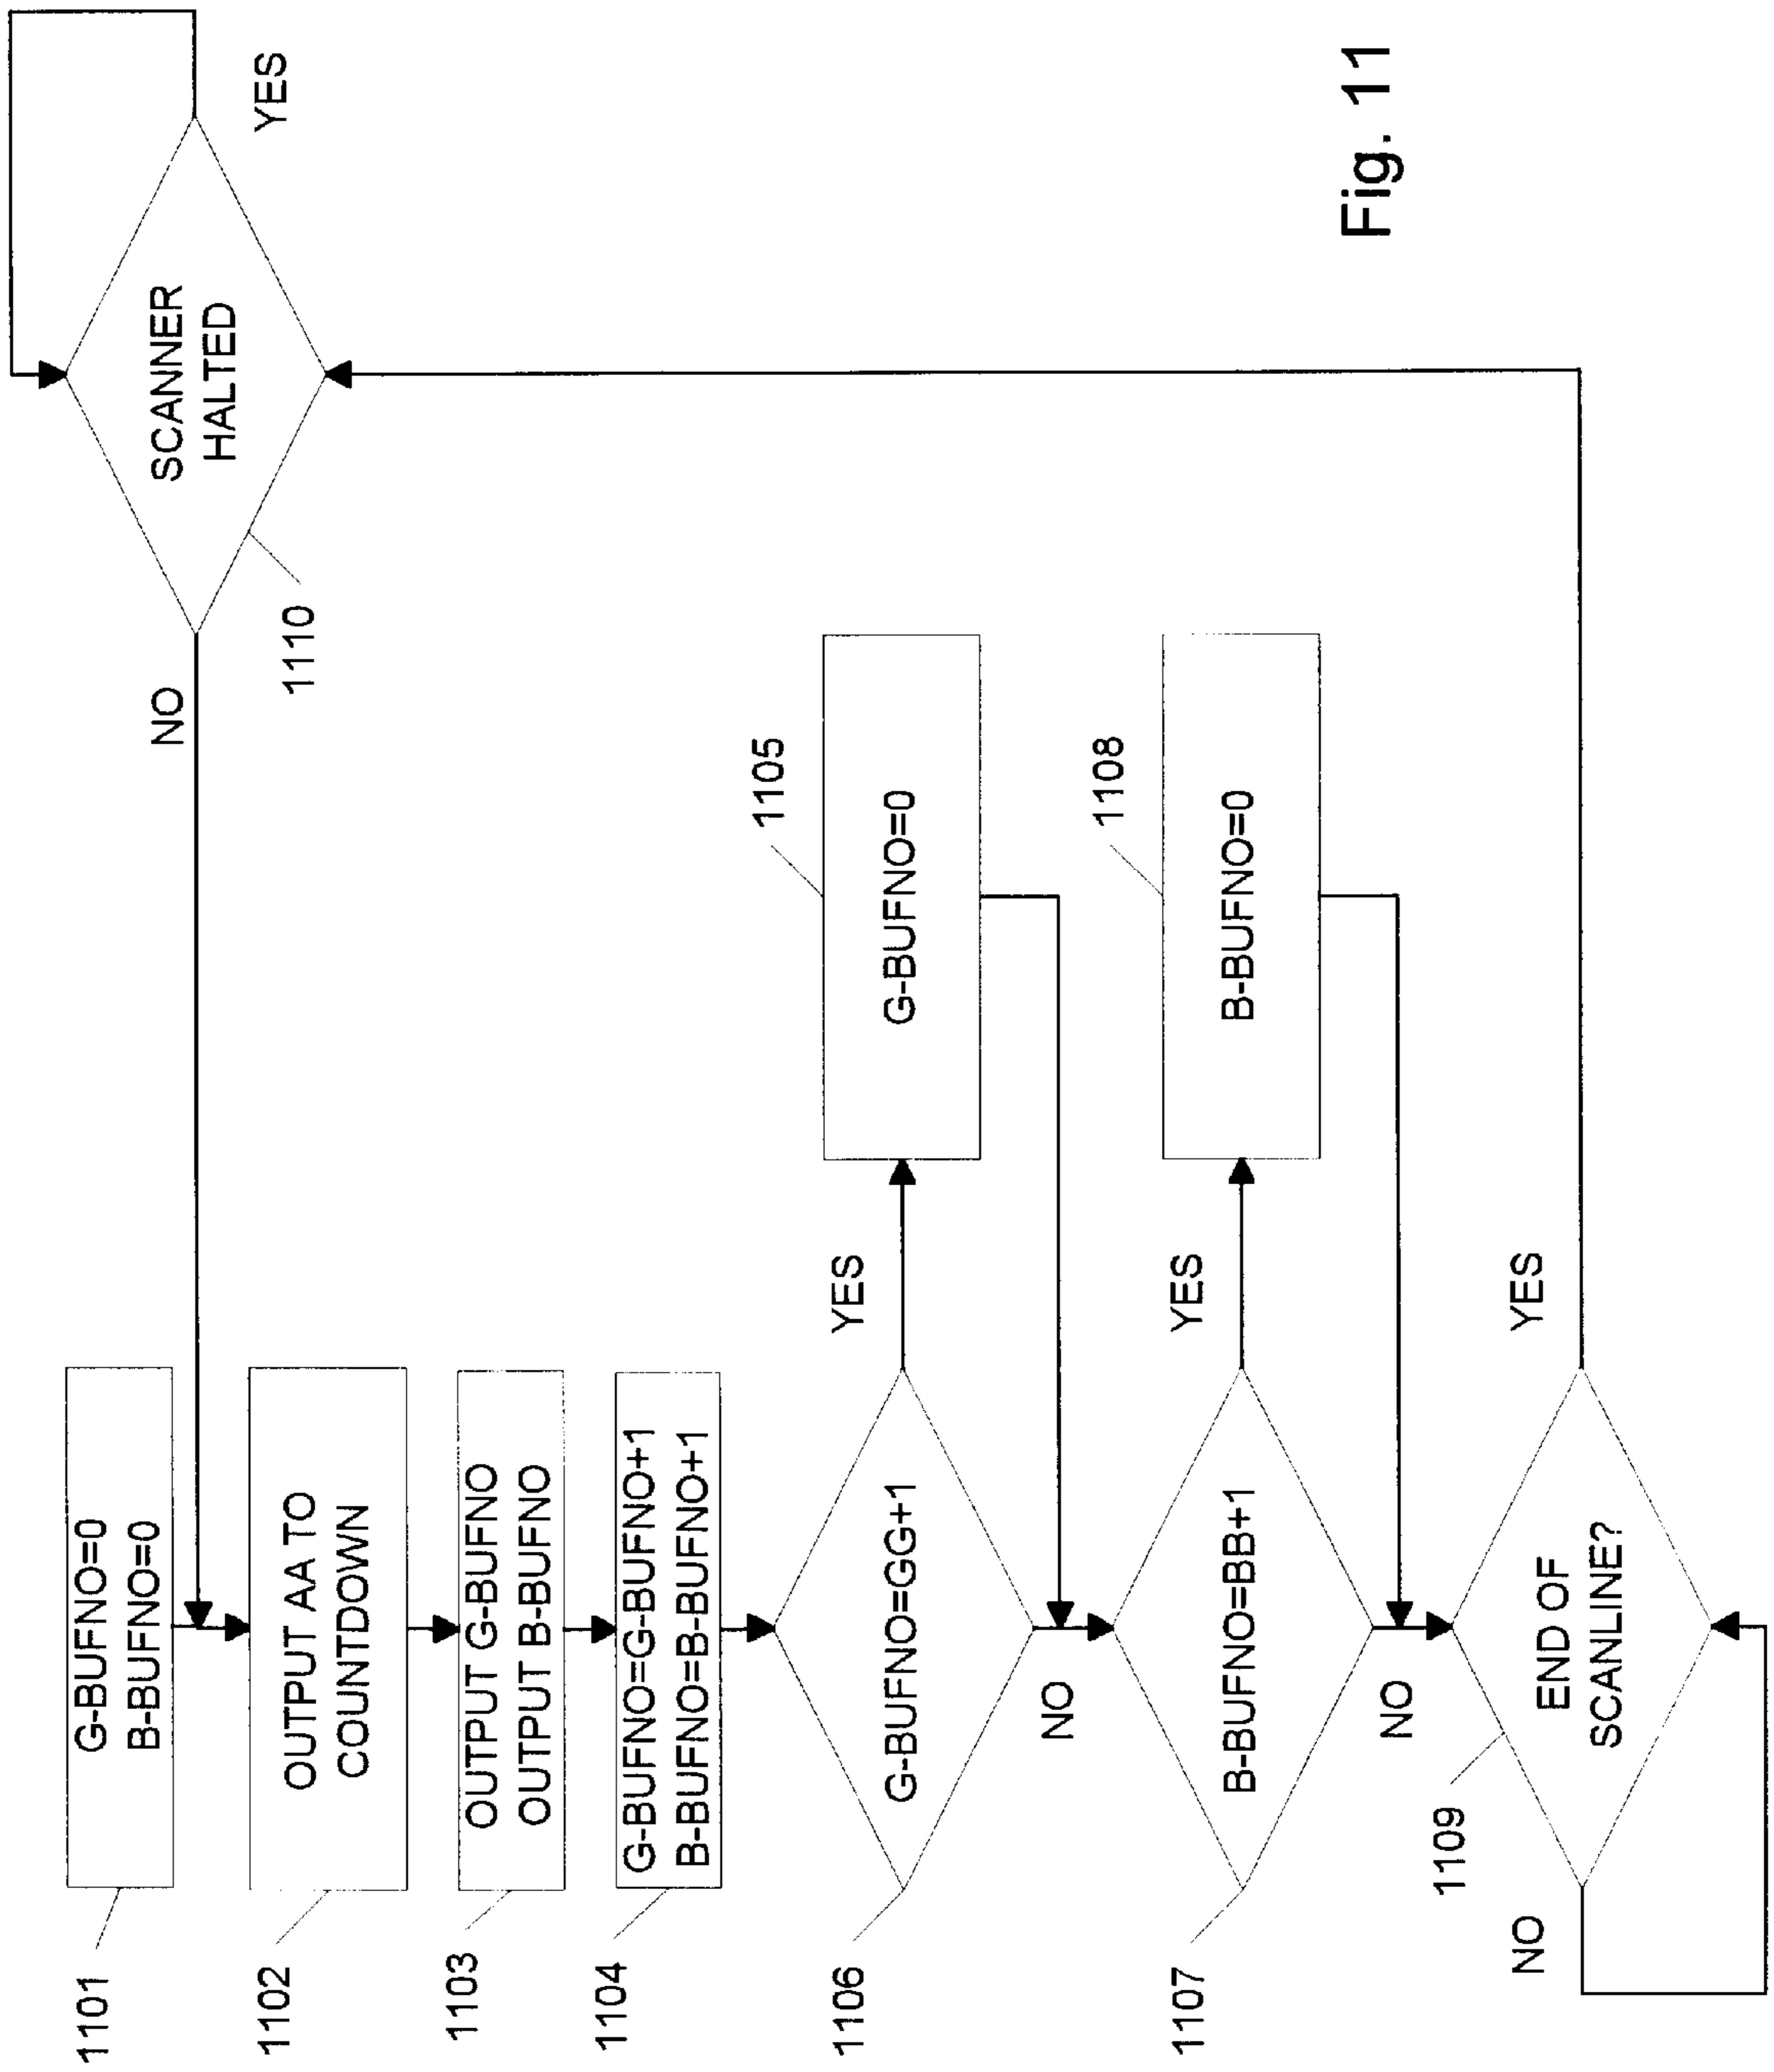 1101
G-BUFNO=0
B-BUFNO=0
1102
OUTPUT AA TO
COUNTDOWN
1103
OUTPUT G-BUFNO
OUTPUT B-BUFNO
1104
G-BUFNO=G-BUFNO+1
B-BUFNO=B-BUFNO+1
1106
G-BUFNO=GG+1
YES
1105
G-BUFNO=0
NO
1107
B-BUFNO=BB+1
YES
1108
B-BUFNO=0
NO
1109
END OF
SCANLINE?
NO
YES
SCANNER
HALTED
1110
NO
YES
Fig. 11